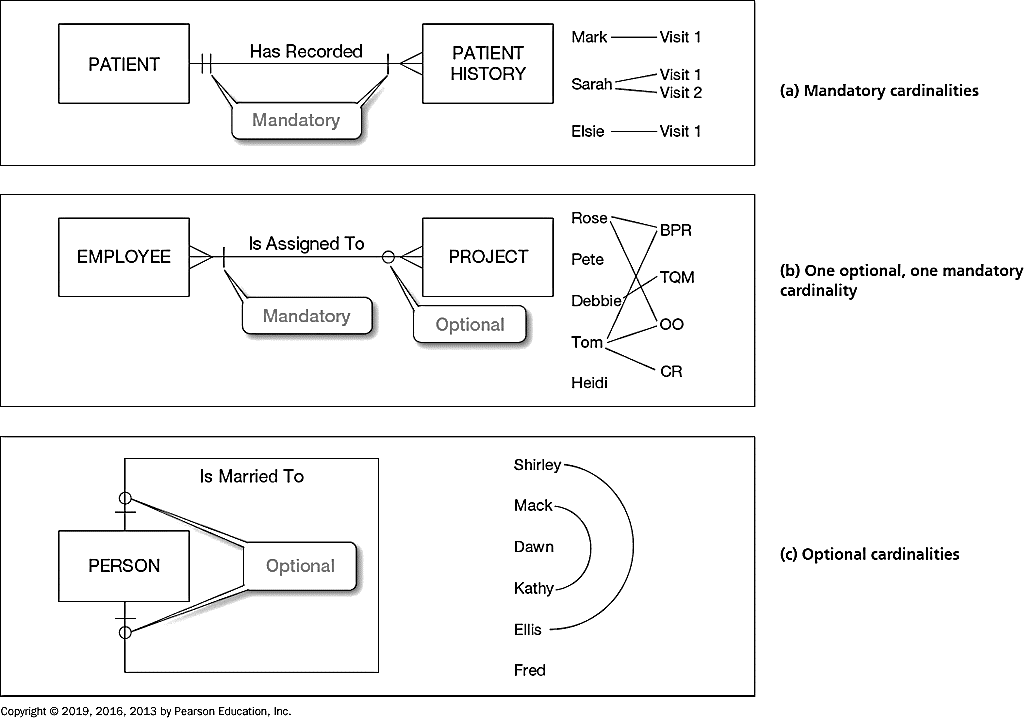 PATIENT
Has Recorded
PATIENT
HISTORY
Mandatory
Mark
Visit 1
Sarah
Visit 1
Visit 2
Elsie
Visit 1
(a) Mandatory cardinalities
EMPLOYEE
Is Assigned To
PROJECT
Mandatory
Optional
Rose
BPR
Pete
TQM
Debbie
OO
Tom
CR
Heidi
(b) One optional, one mandatory
cardinality
Is Married To
PERSON
Optional
Shirley
Mack
Dawn
Kathy
Ellis
Fred
(c) Optional cardinalities
Copyright © 2019, 2016, 2013 by Pearson Education, Inc.